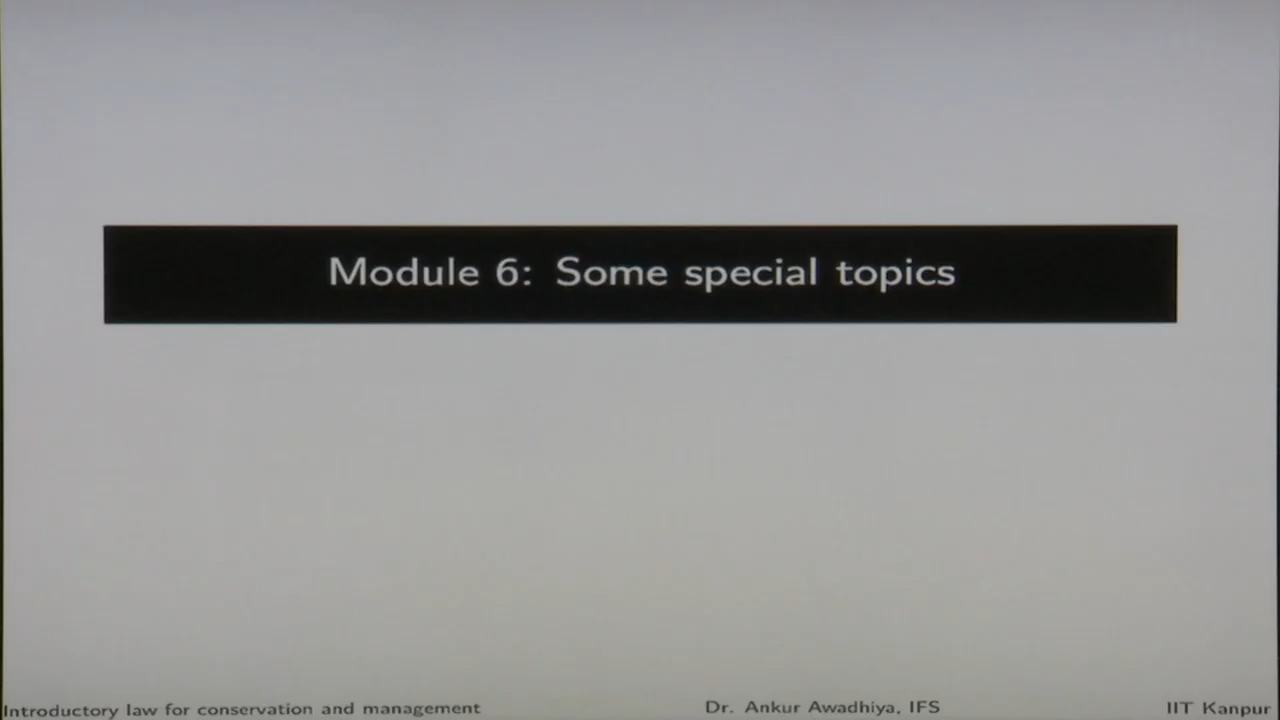 Module 6: Some special topics
Introductory law for conservation and management Dr. Ankur Awadhiya, IFS IIT Kanpur